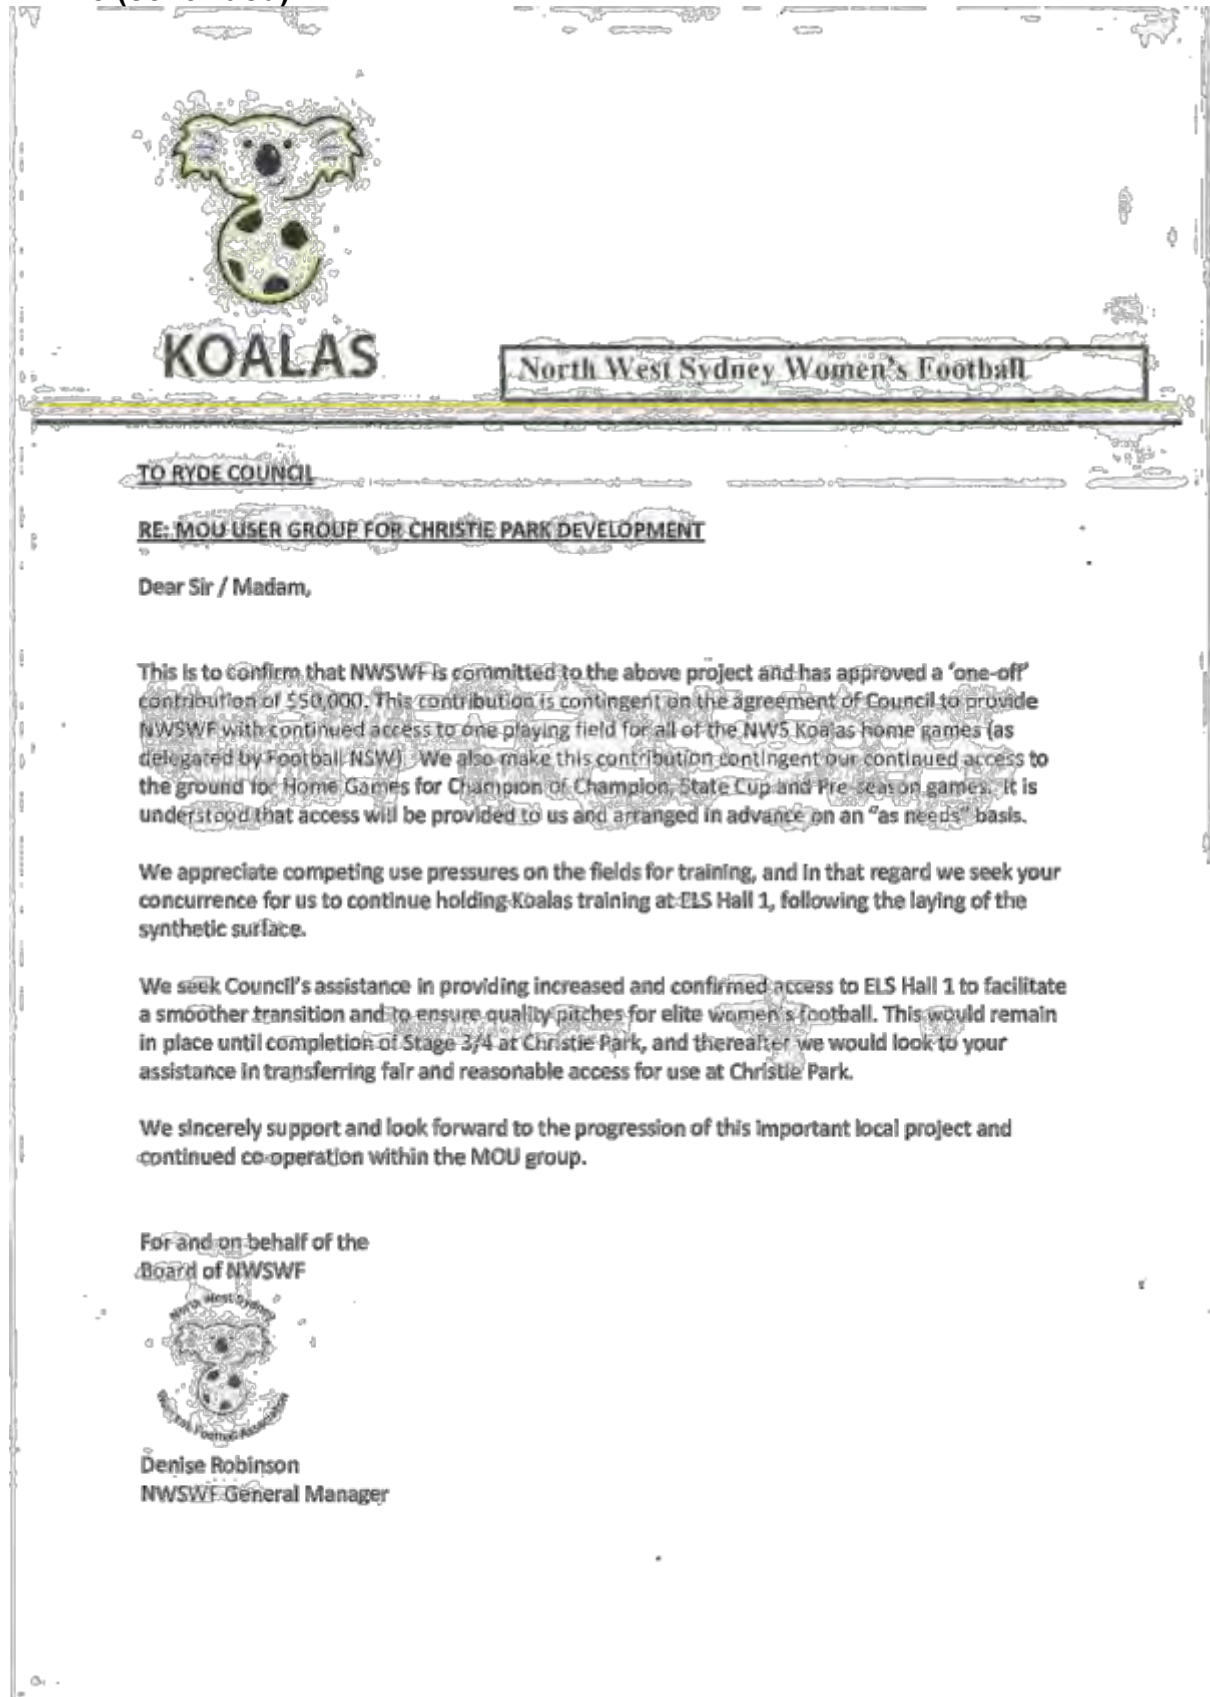 KOALAS
North West Sydney Women's Football
TO RYDE COUNCIL
RE: MOU USER GROUP FOR CHRISTIE PARK DEVELOPMENT
Dear Sir / Madam,
This is to confirm that NWSWF is committed to the above project and has approved a 'one-off'
contribution of $50,000. This contribution is contingent on the agreement of Council to provide
NWSWF with continued access to one playing field for all of the NWS Koalas home games (as
delegated by Football NSW). We also make this contribution contingent our continued access to
the ground for Home Games for Champion of Champion, State Cup and Pre-season games. It is
understood that access will be provided to us and arranged in advance on an "as needs" basis.
We appreciate competing use pressures on the fields for training, and in that regard we seek your
concurrence for us to continue holding Koalas training at ELS Hall 1, following the laying of the
synthetic surface.
We seek Council's assistance in providing increased and confirmed access to ELS Hall 1 to facilitate
a smoother transition and to ensure quality pitches for elite women's football. This would remain
in place until completion of Stage 3/4 at Christie Park, and thereafter we would look to your
assistance in transferring fair and reasonable access for use at Christie Park.
We sincerely support and look forward to the progression of this important local project and
continued co-operation within the MOU group.
For and on behalf of the
Board of NWSWF
North West Sydney
Women's Football Association
Denise Robinson
NWSWF General Manager